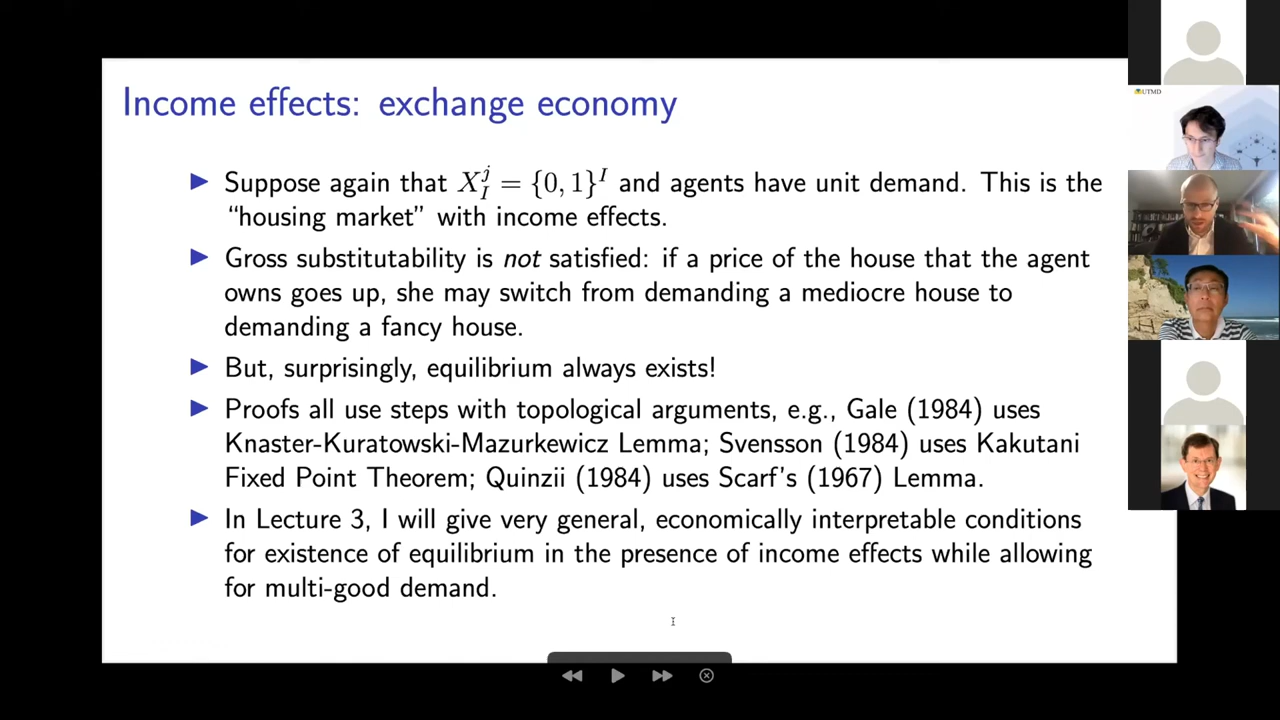 Income effects: exchange economy
▶ Suppose again that $X_I^j = \{0, 1\}^I$ and agents have unit demand. This is the
“housing market” with income effects.
▶ Gross substitutability is not satisfied: if a price of the house that the agent
owns goes up, she may switch from demanding a mediocre house to
demanding a fancy house.
▶ But, surprisingly, equilibrium always exists!
▶ Proofs all use steps with topological arguments, e.g., Gale (1984) uses
Knaster-Kuratowski-Mazurkewicz Lemma; Svensson (1984) uses Kakutani
Fixed Point Theorem; Quinzii (1984) uses Scarf's (1967) Lemma.
▶ In Lecture 3, I will give very general, economically interpretable conditions
for existence of equilibrium in the presence of income effects while allowing
for multi-good demand.
UTMD